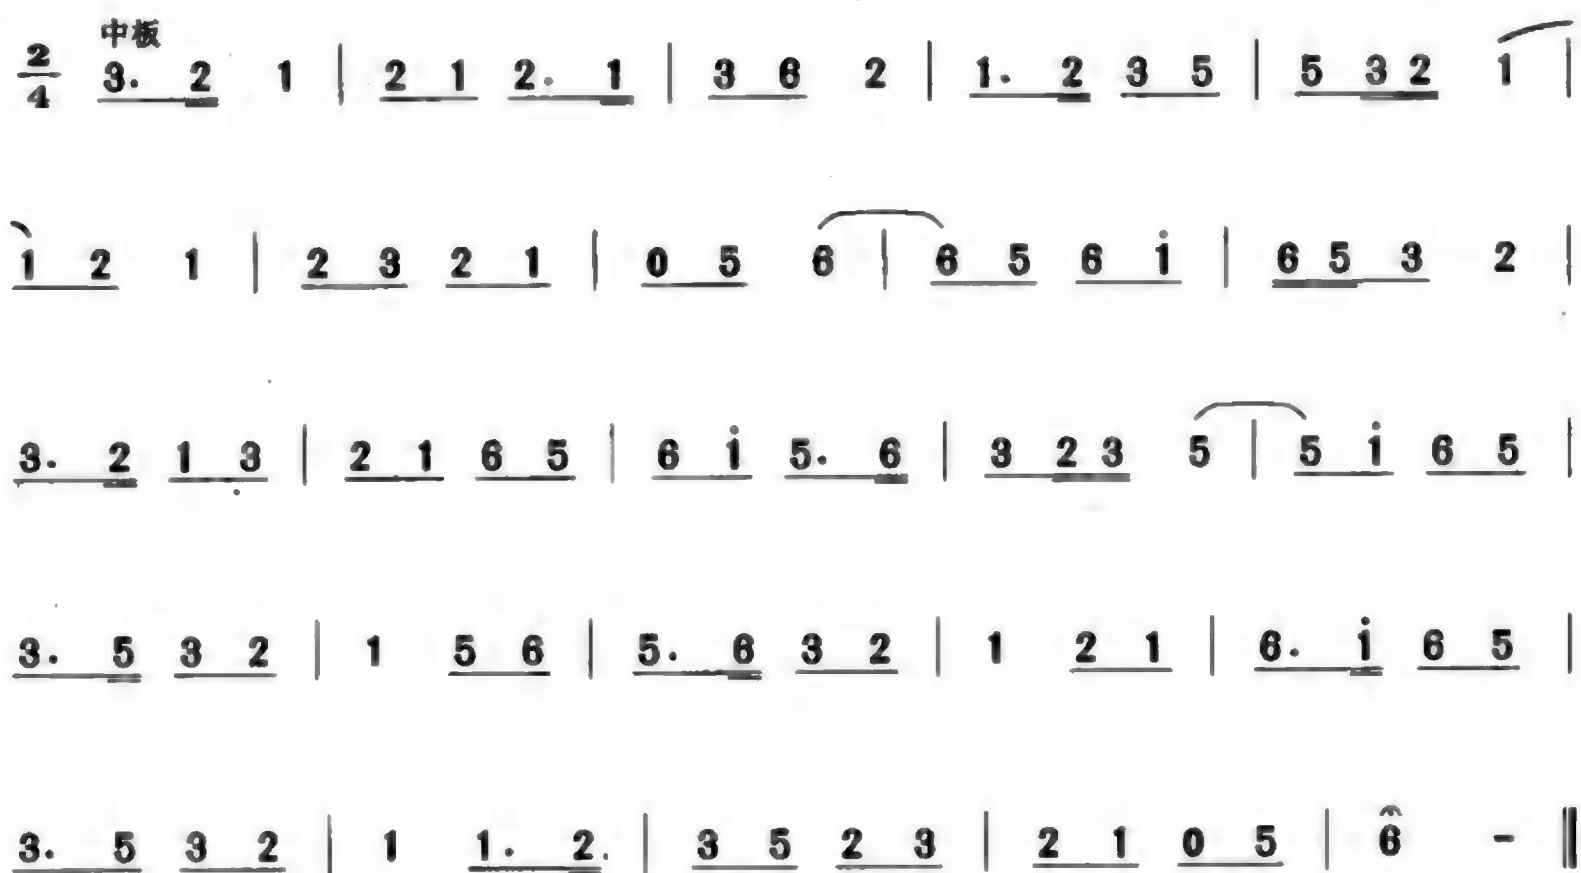 中板
2/4 3. 2 1 | 2 1 2. 1 | 3 6 2 | 1. 2 3 5 | 5 3 2 1 |
1 2 1 | 2 3 2 1 | 0 5 6 | 6 5 6 i | 6 5 3 2 |
3. 2 1 3 | 2 1 6 5 | 6 i 5. 6 | 3 2 3 5 | 5 i 6 5 |
3. 5 3 2 | 1 5 6 | 5. 6 3 2 | 1 2 1 | 6. i 6 5 |
3. 5 3 2 | 1 1. 2. | 3 5 2 3 | 2 1 0 5 | 6 - ‖